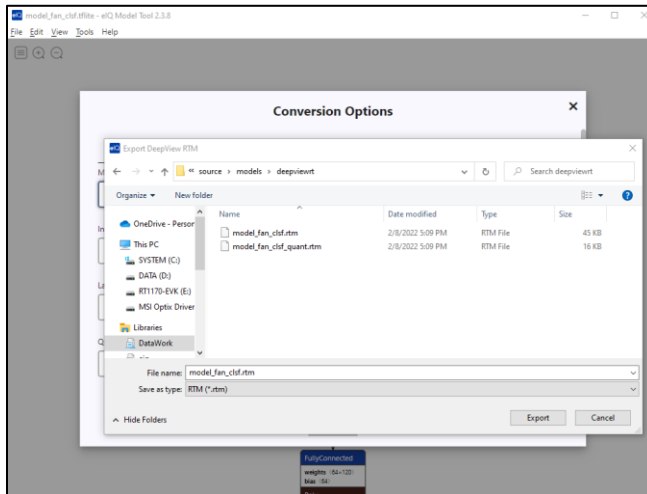 model_fan_clsf.tflite - eIQ Model Tool 2.3.8
File Edit View Tools Help
Conversion Options
eIQ Export DeepView RTM
« source › models › deepviewrt
Search deepviewrt
Organize New folder
Name Date modified Type Size
OneDrive - Person
This PC
SYSTEM (C:)
DATA (D:)
RT1170-EVK (E:)
MSI Optix Driver
Libraries
DataWork
model_fan_clsf.rtm 2/8/2022 5:09 PM RTM File 45 KB
model_fan_clsf_quant.rtm 2/8/2022 5:09 PM RTM File 16 KB
File name: model_fan_clsf.rtm
Save as type: RTM (*.rtm)
Hide Folders
Export Cancel
FullyConnected
weights ⟨64×120⟩
bias ⟨64⟩